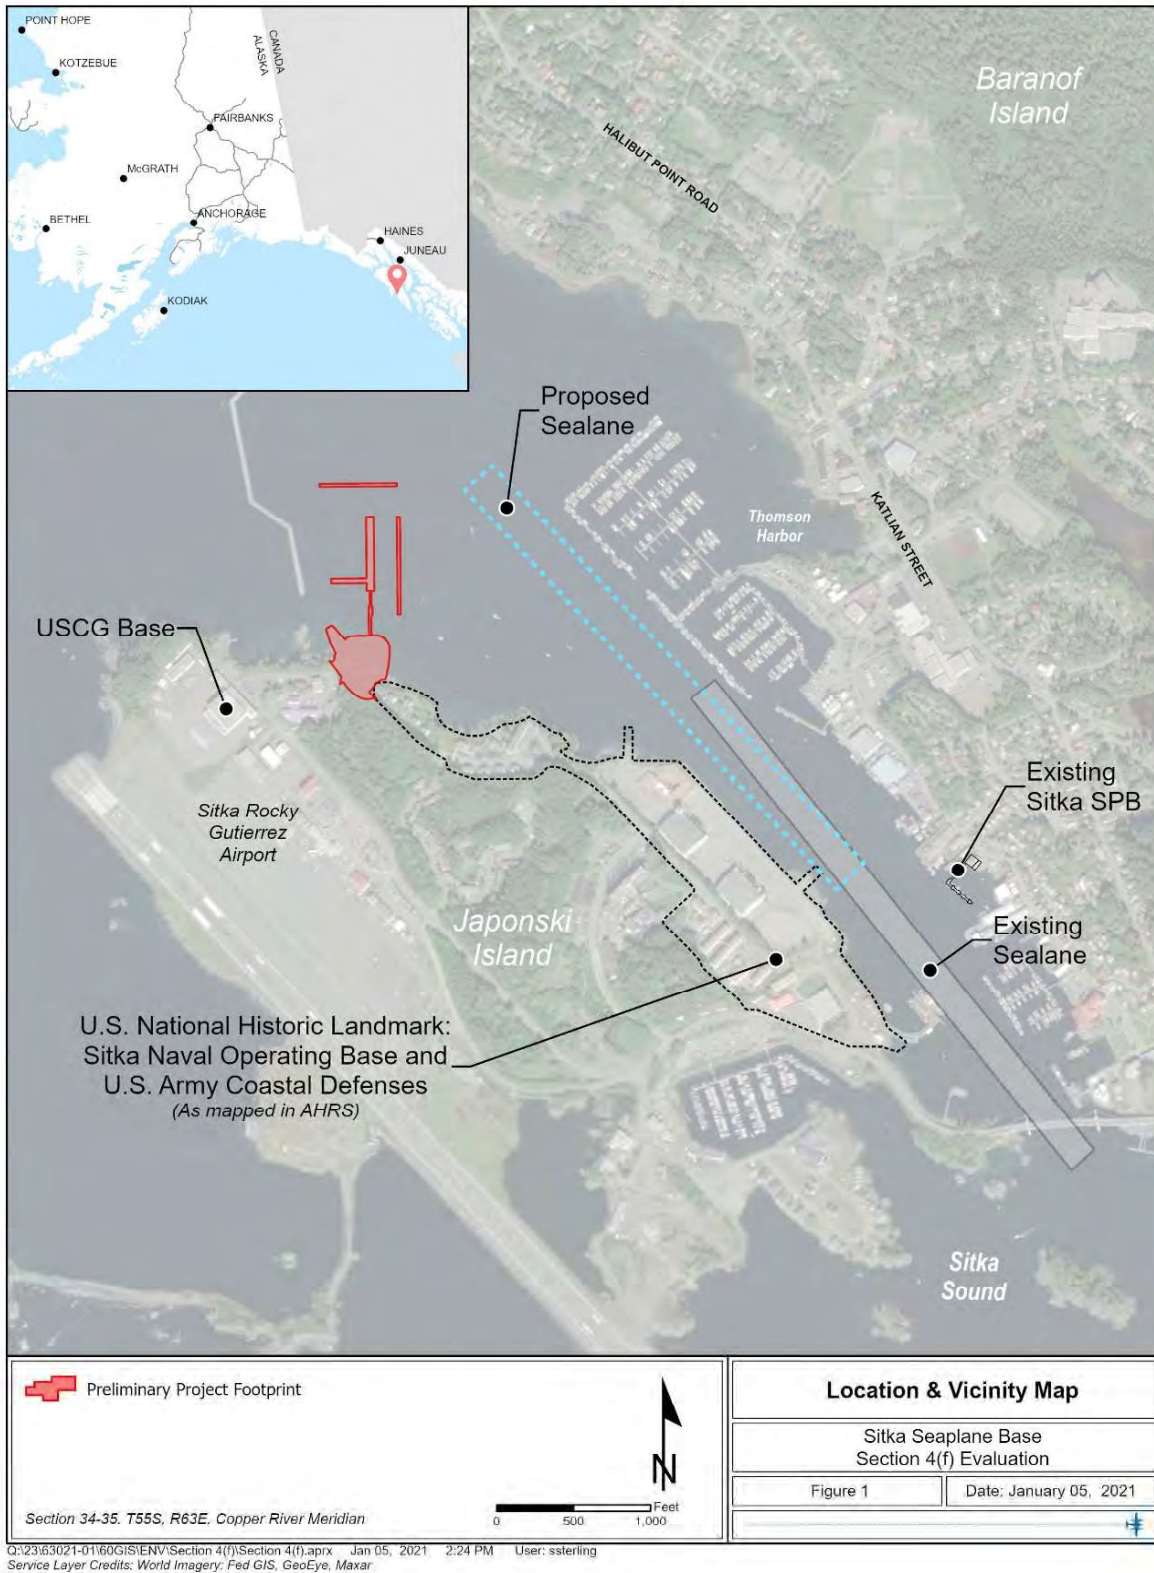 POINT HOPE
KOTZEBUE
CANADA
ALASKA
FAIRBANKS
McGRATH
BETHEL
ANCHORAGE
HAINES
JUNEAU
KODIAK
Baranof
Island
HALIBUT POINT ROAD
Proposed
Sealane
Thomson
Harbor
KATLIAN STREET
USCG Base
Existing
Sitka SPB
Sitka Rocky
Gutierrez
Airport
Japonski
Island
Existing
Sealane
U.S. National Historic Landmark:
Sitka Naval Operating Base and
U.S. Army Coastal Defenses
(As mapped in AHRS)
Sitka
Sound
Preliminary Project Footprint
N
Feet
0 500 1,000
Section 34-35, T55S, R63E, Copper River Meridian
Location & Vicinity Map
Sitka Seaplane Base
Section 4(f) Evaluation
Figure 1
Date: January 05, 2021
Q:\23\63021-01\60GIS\ENV\Section 4(f)\Section 4(f).aprx Jan 05, 2021 2:24 PM User: ssterling
Service Layer Credits: World Imagery: Fed GIS, GeoEye, Maxar